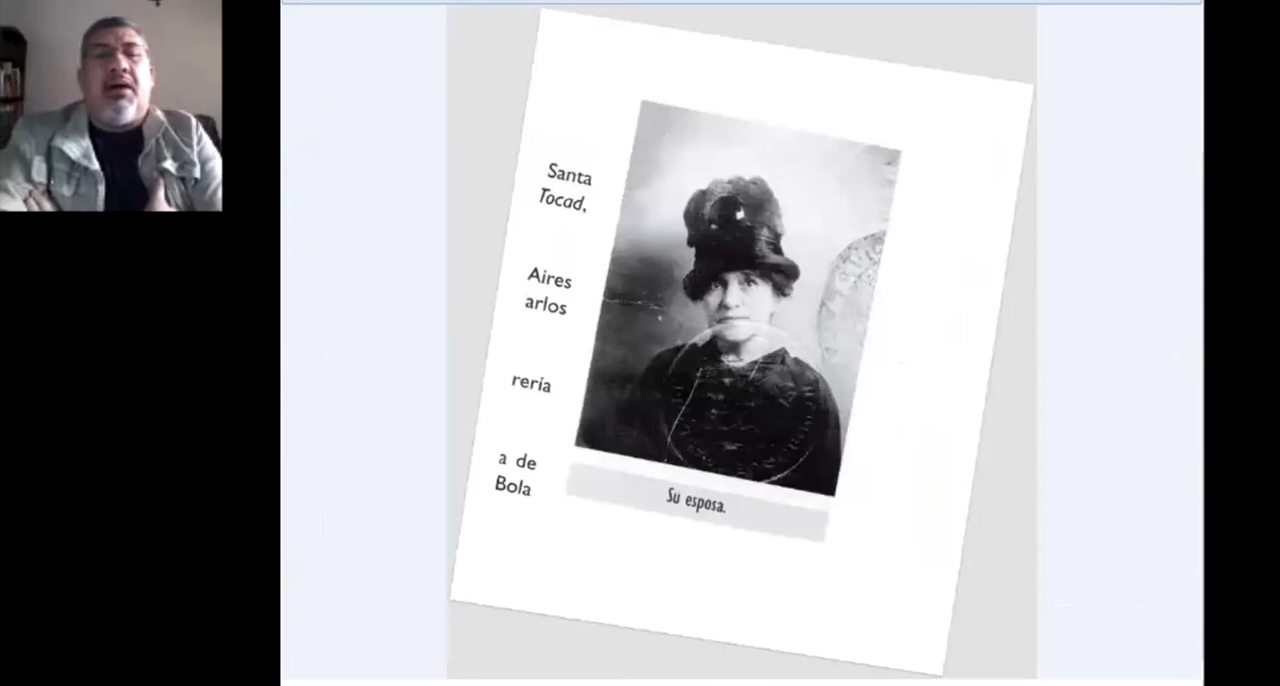 Santa
Tocad,
Aires
arlos
rería
a de
Bola
Su esposa.